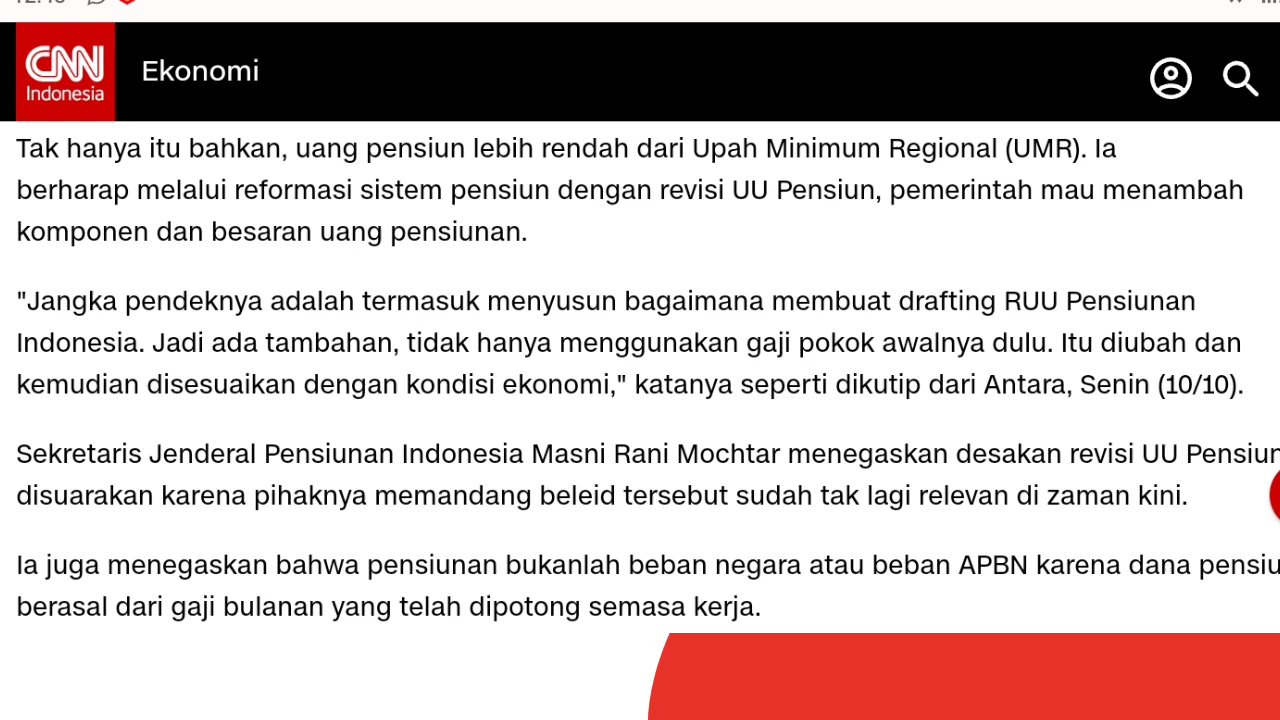 CNN
Indonesia
Ekonomi
Tak hanya itu bahkan, uang pensiun lebih rendah dari Upah Minimum Regional (UMR). Ia
berharap melalui reformasi sistem pensiun dengan revisi UU Pensiun, pemerintah mau menambah
komponen dan besaran uang pensiunan.
"Jangka pendeknya adalah termasuk menyusun bagaimana membuat drafting RUU Pensiunan
Indonesia. Jadi ada tambahan, tidak hanya menggunakan gaji pokok awalnya dulu. Itu diubah dan
kemudian disesuaikan dengan kondisi ekonomi," katanya seperti dikutip dari Antara, Senin (10/10).
Sekretaris Jenderal Pensiunan Indonesia Masni Rani Mochtar menegaskan desakan revisi UU Pensiun
disuarakan karena pihaknya memandang beleid tersebut sudah tak lagi relevan di zaman kini.
Ia juga menegaskan bahwa pensiunan bukanlah beban negara atau beban APBN karena dana pensiu
berasal dari gaji bulanan yang telah dipotong semasa kerja.